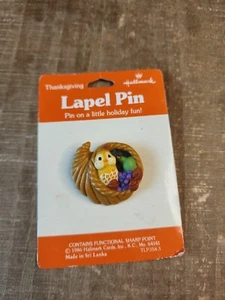 Thanksgiving
Hallmark
Lapel Pin
Pin on a little holiday fun!
CONTAINS FUNCTIONAL SHARP POINT
© 1986 Hallmark Cards, Inc. K.C. Mo. 64141
Made in Sri Lanka